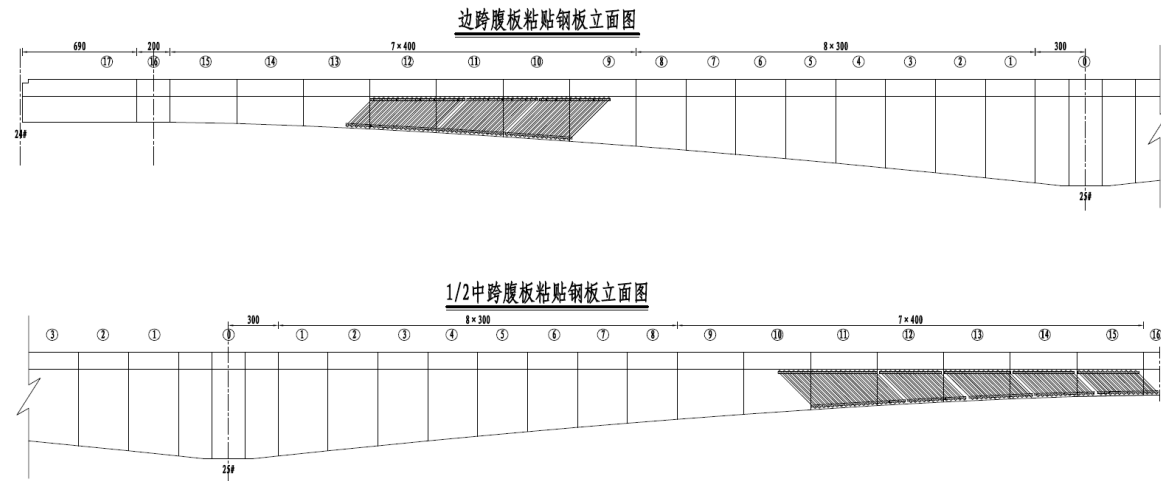 边跨腹板粘贴钢板立面图
690 200 7×400 8×300 300
⑰ ⑯ ⑮ ⑭ ⑬ ⑫ ⑪ ⑩ ⑨ ⑧ ⑦ ⑥ ⑤ ④ ③ ② ① ⓪
24#
25#
1/2中跨腹板粘贴钢板立面图
300 8×300 7×400
③ ② ① ⓪ ① ② ③ ④ ⑤ ⑥ ⑦ ⑧ ⑨ ⑩ ⑪ ⑫ ⑬ ⑭ ⑮ ⑯
25#